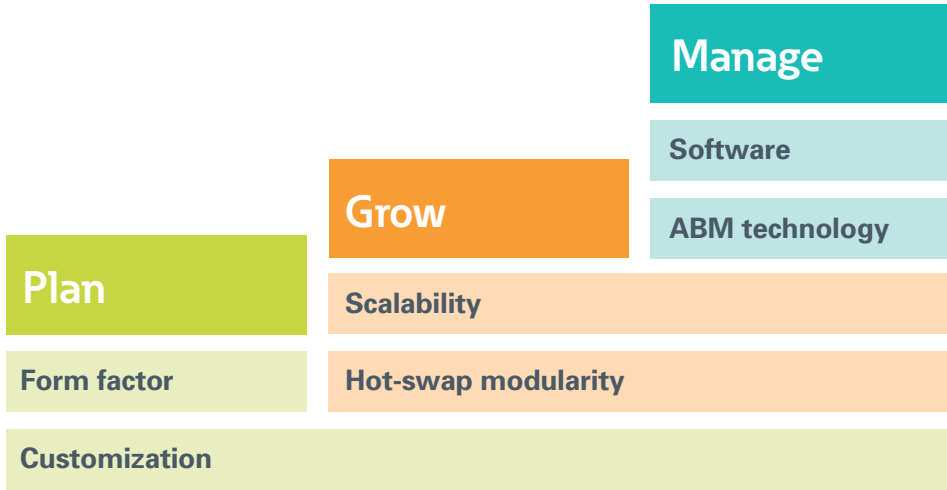 Manage
Software
ABM technology
Grow
Scalability
Hot-swap modularity
Plan
Form factor
Customization